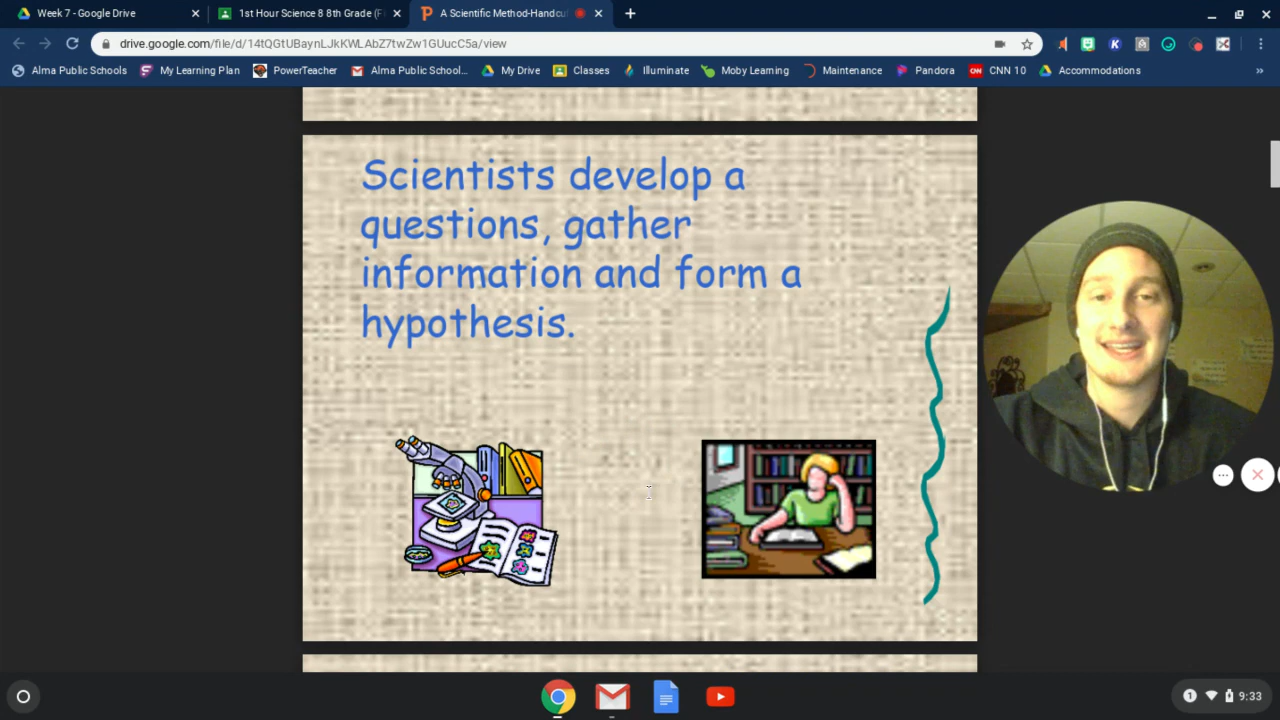 Week 7 - Google Drive
1st Hour Science 8 8th Grade (F
A Scientific Method-Handcu
drive.google.com/file/d/14tQGtUBaynLJkKWLAbZ7twZw1GUucC5a/view
Alma Public Schools
My Learning Plan
PowerTeacher
Alma Public School...
My Drive
Classes
Illuminate
Moby Learning
Maintenance
Pandora
CNN 10
Accommodations
»
Scientists develop a
questions, gather
information and form a
hypothesis.
1
9:33